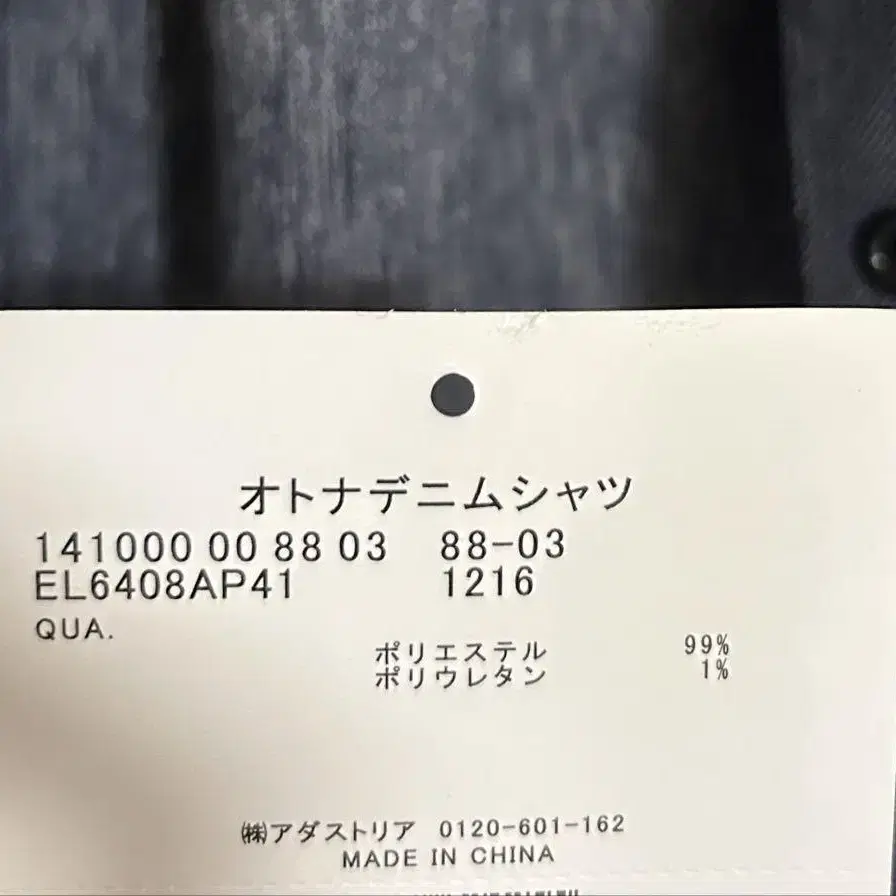 オトナデニムシャツ
141000 00 88 03 88-03
EL6408AP41 1216
QUA.
ポリエステル 99%
ポリウレタン 1%
㈱アダストリア 0120-601-162
MADE IN CHINA